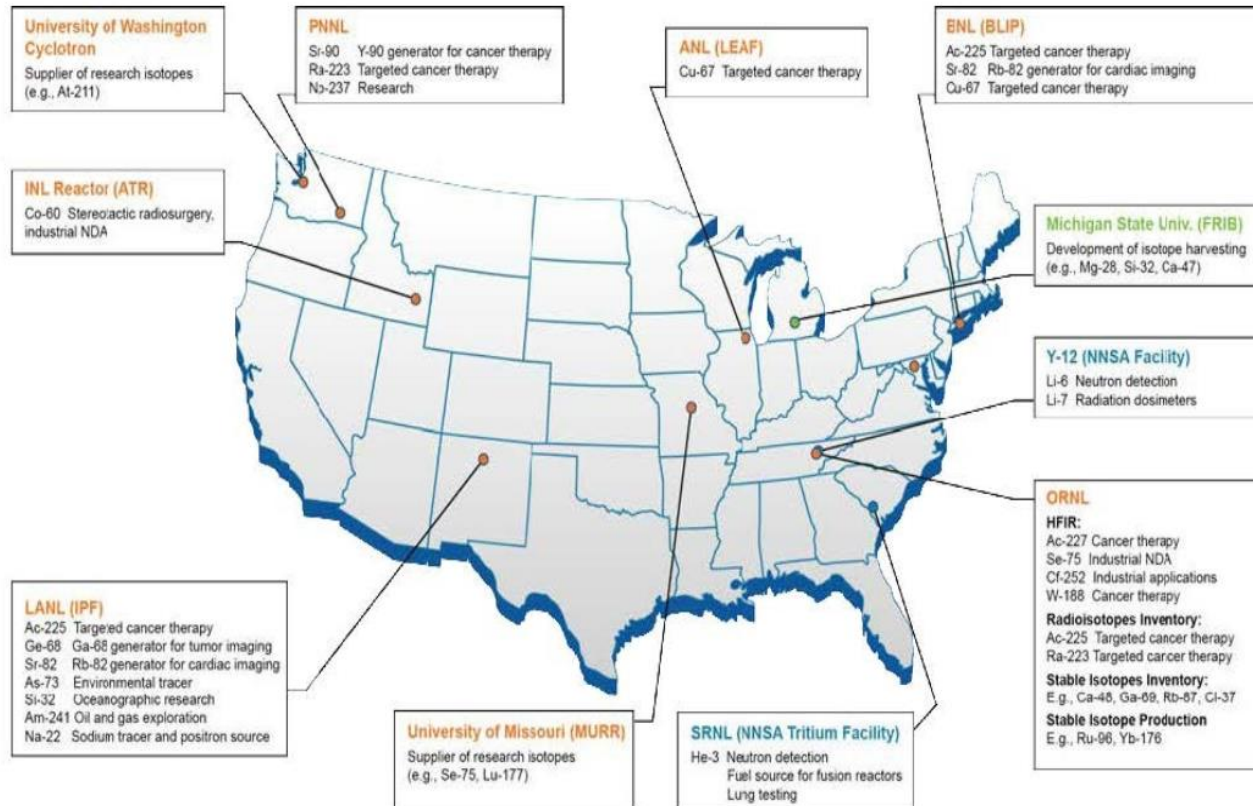 University of Washington
Cyclotron
Supplier of research isotopes
(e.g., At-211)
PNNL
Sr-90 Y-90 generator for cancer therapy
Ra-223 Targeted cancer therapy
Np-237 Research
ANL (LEAF)
Cu-67 Targeted cancer therapy
BNL (BLIP)
Ac-225 Targeted cancer therapy
Sr-82 Rb-82 generator for cardiac imaging
Cu-67 Targeted cancer therapy
INL Reactor (ATR)
Co-60 Stereotactic radiosurgery,
industrial NDA
Michigan State Univ. (FRIB)
Development of isotope harvesting
(e.g., Mg-28, Si-32, Ca-47)
Y-12 (NNSA Facility)
Li-6 Neutron detection
Li-7 Radiation dosimeters
ORNL
HFIR:
Ac-227 Cancer therapy
Se-75 Industrial NDA
Cf-252 Industrial applications
W-188 Cancer therapy
Radioisotopes Inventory:
Ac-225 Targeted cancer therapy
Ra-223 Targeted cancer therapy
Stable Isotopes Inventory:
E.g., Ca-48, Ga-69, Rb-87, Cl-37
Stable Isotope Production
E.g., Ru-96, Yb-176
LANL (IPF)
Ac-225 Targeted cancer therapy
Ge-68 Ga-68 generator for tumor imaging
Sr-82 Rb-82 generator for cardiac imaging
As-73 Environmental tracer
Si-32 Oceanographic research
Am-241 Oil and gas exploration
Na-22 Sodium tracer and positron source
University of Missouri (MURR)
Supplier of research isotopes
(e.g., Se-75, Lu-177)
SRNL (NNSA Tritium Facility)
He-3 Neutron detection
Fuel source for fusion reactors
Lung testing